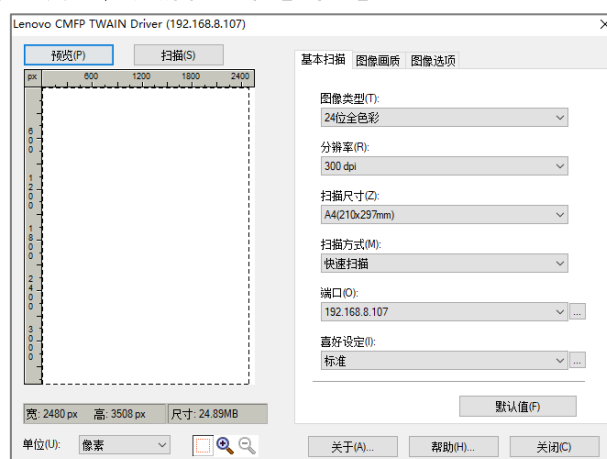 Lenovo CMFP TWAIN Driver (192.168.8.107)
预览(P) 扫描(S)
px 600 1200 1800 2400
600
1200
1800
2400
3000
宽: 2480 px 高: 3508 px 尺寸: 24.89MB
单位(U): 像素
基本扫描 图像画质 图像选项
图像类型(T):
24位全色彩
分辨率(R):
300 dpi
扫描尺寸(Z):
A4(210x297mm)
扫描方式(M):
快速扫描
端口(O):
192.168.8.107 ...
喜好设定(I):
标准 ...
默认值(F)
关于(A)... 帮助(H)... 关闭(C)